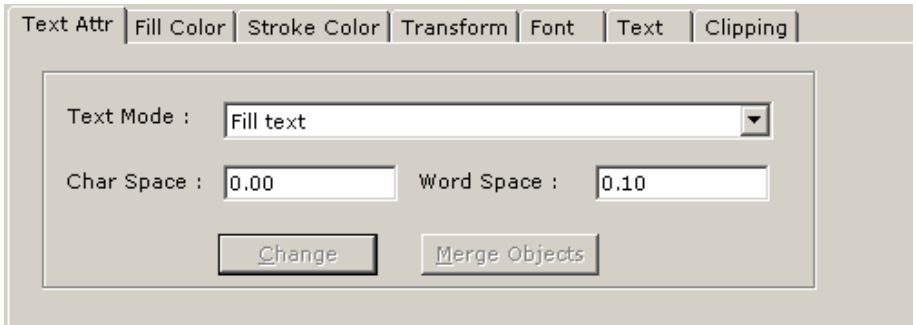 Text Attr Fill Color Stroke Color Transform Font Text Clipping
Text Mode : Fill text
Char Space : 0.00 Word Space : 0.10
Change Merge Objects